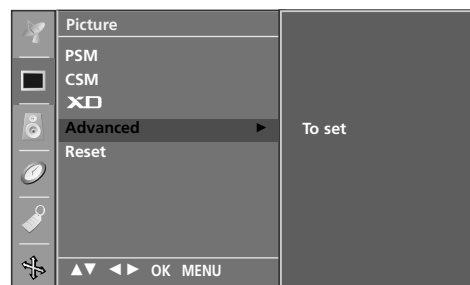 Picture
PSM
CSM
XD
Advanced ► To set
Reset
▲▼ ◄► OK MENU